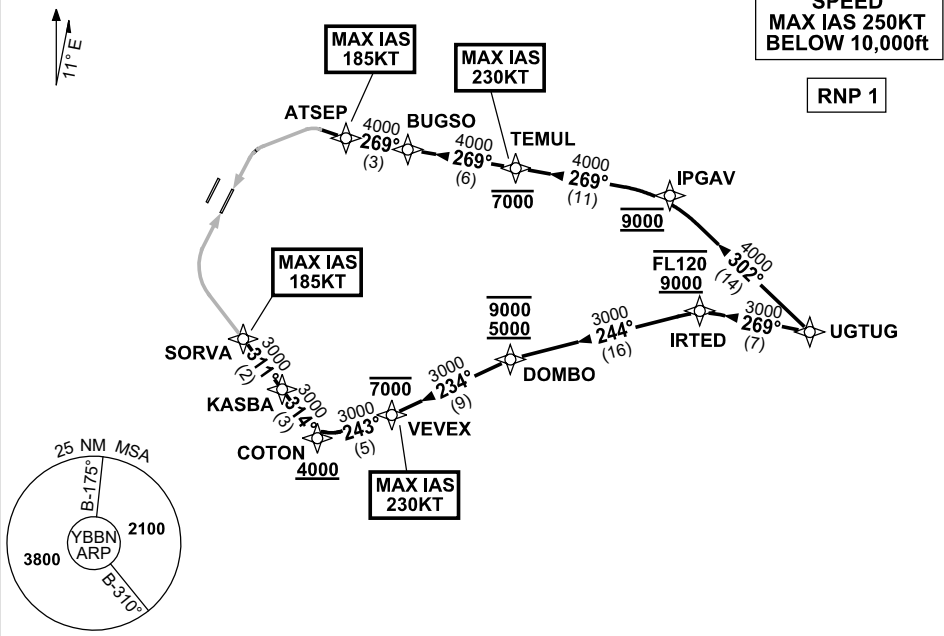 SPEED
MAX IAS 250KT
BELOW 10,000ft
RNP 1
11° E
MAX IAS
185KT
MAX IAS
230KT
ATSEP
4000
269°
(3)
BUGSO
4000
269°
(6)
TEMUL
7000
4000
269°
(11)
IPGAV
9000
4000
302°
(14)
UGTUG
FL120
9000
IRTED
3000
269°
(7)
3000
244°
(16)
9000
5000
DOMBO
3000
234°
(9)
7000
VEVEX
MAX IAS
230KT
3000
243°
(5)
COTON
4000
3000
314°
(3)
KASBA
3000
311°
(2)
SORVA
MAX IAS
185KT
25 NM MSA
B-175°
2100
YBBN
ARP
3800
B-310°